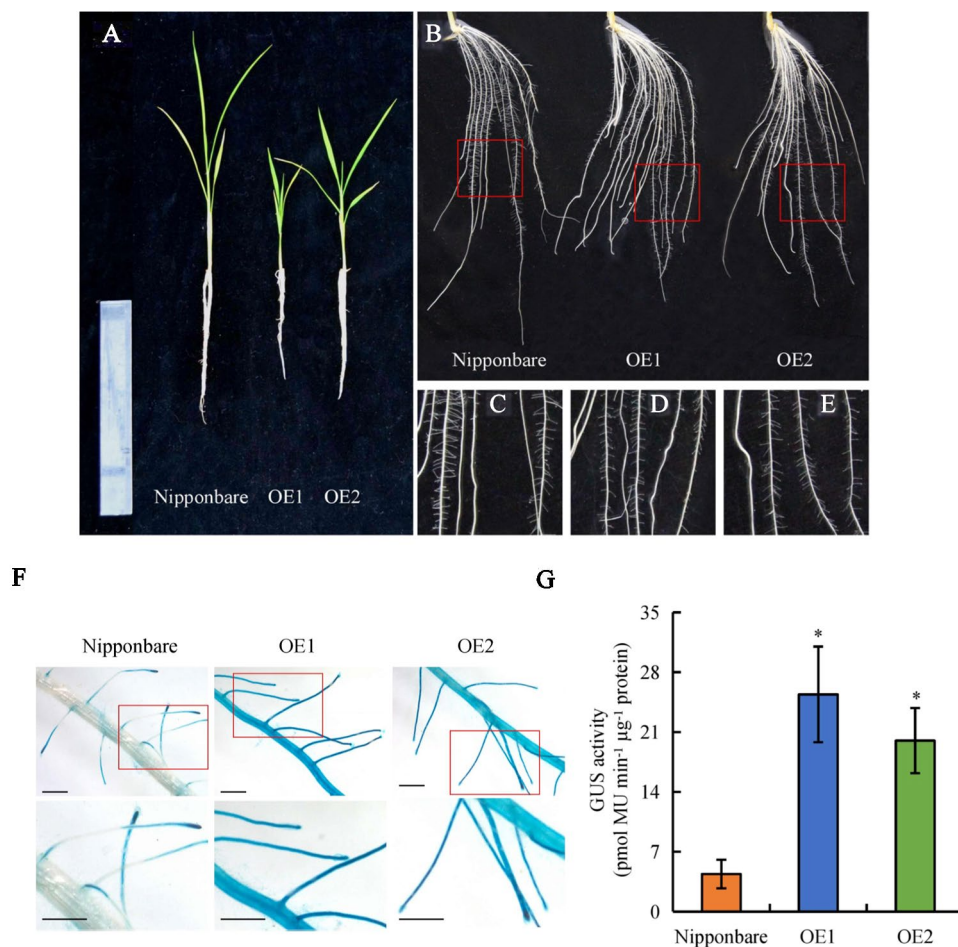 A
B
Nipponbare OE1 OE2
Nipponbare OE1 OE2
C D E
F
Nipponbare OE1 OE2
G
GUS activity
(pmol MU min⁻¹ µg⁻¹ protein)
35
28
21
14
7
0
*
*
Nipponbare OE1 OE2